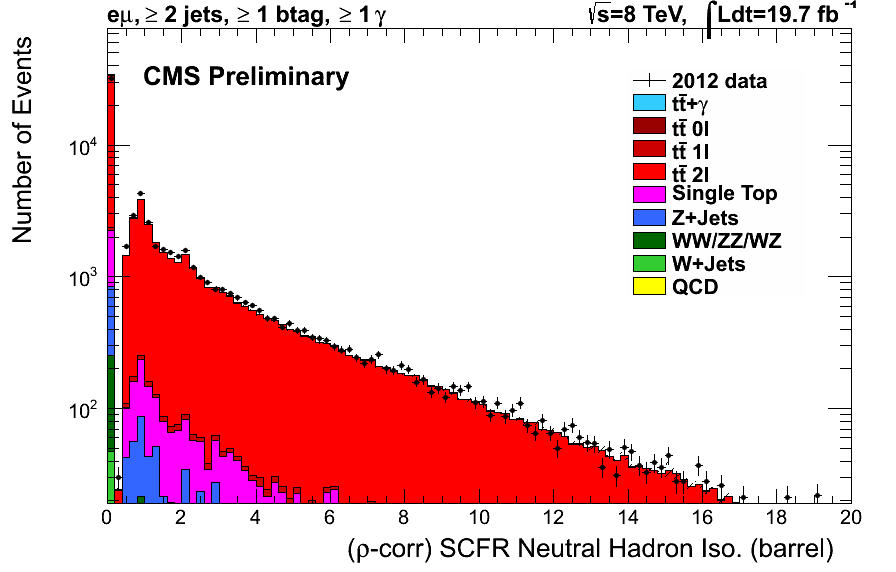 eμ, ≥ 2 jets, ≥ 1 btag, ≥ 1 γ
√s=8 TeV, ∫Ldt=19.7 fb⁻¹
CMS Preliminary
2012 data
tt̄+γ
tt̄ 0l
tt̄ 1l
tt̄ 2l
Single Top
Z+Jets
WW/ZZ/WZ
W+Jets
QCD
Number of Events
10⁴
10³
10²
0 2 4 6 8 10 12 14 16 18 20
(ρ-corr) SCFR Neutral Hadron Iso. (barrel)